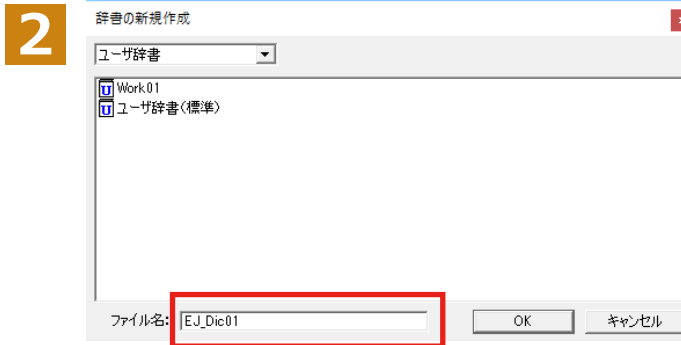 2
辞書の新規作成
ユーザ辞書
Work01
ユーザ辞書(標準)
ファイル名: EJ_Dic01 OK キャンセル